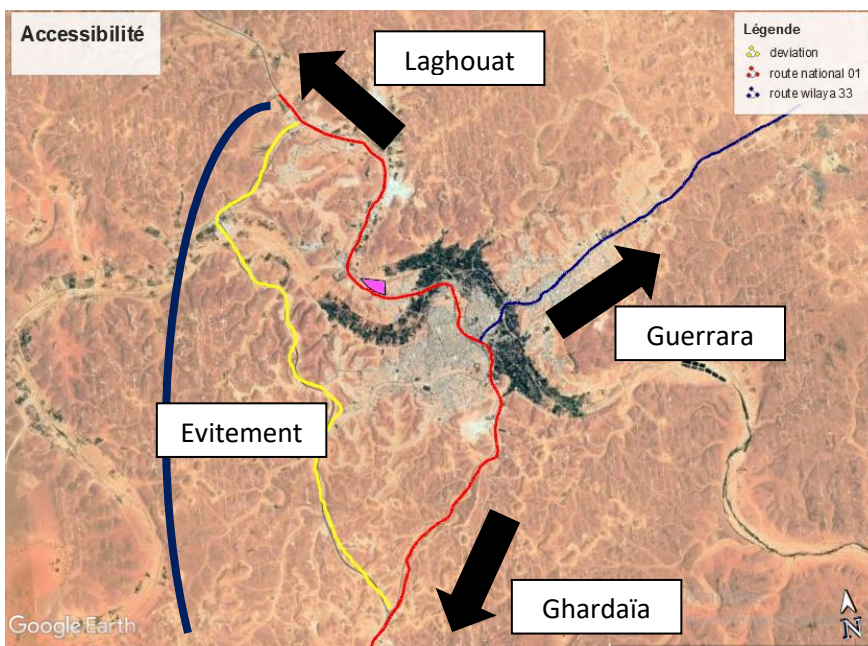 Accessibilité
Laghouat
Légende
deviation
route national 01
route wilaya 33
Guerrara
Evitement
Ghardaïa
Google Earth
N